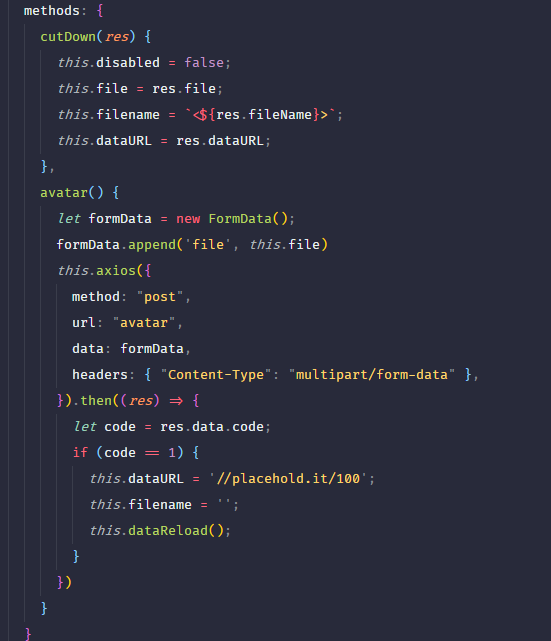 methods: {
cutDown(res) {
this.disabled = false;
this.file = res.file;
this.filename = `<${res.fileName}>`;
this.dataURL = res.dataURL;
},
avatar() {
let formData = new FormData();
formData.append('file', this.file)
this.axios({
method: "post",
url: "avatar",
data: formData,
headers: { "Content-Type": "multipart/form-data" },
}).then((res) => {
let code = res.data.code;
if (code == 1) {
this.dataURL = '//placehold.it/100';
this.filename = '';
this.dataReload();
}
})
}
}